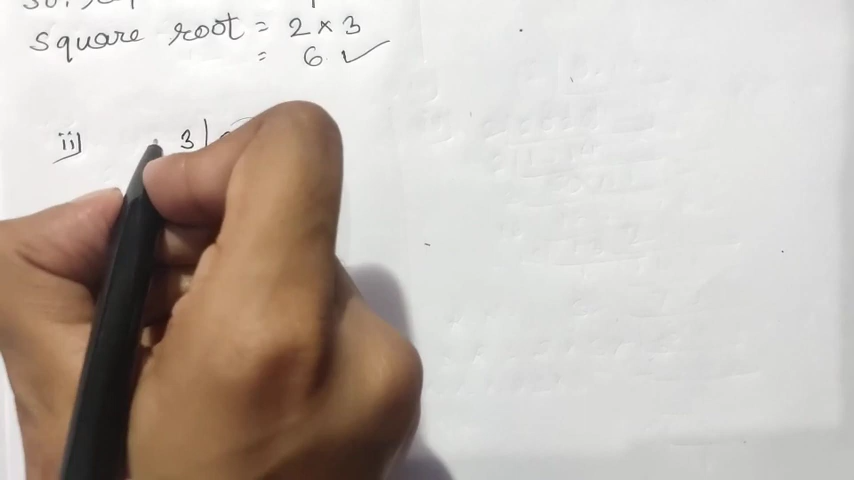 square root = 2 × 3
= 6 ✓
ii] 3|